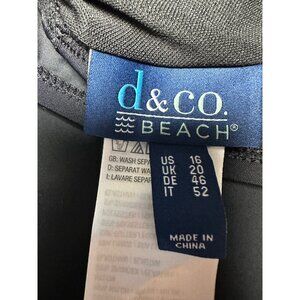 d&co.
BEACH®
GB: WASH SEPA
D: SEPARAT WA
I: LAVARE SEPAR
US 16
UK 20
DE 46
IT 52
MADE IN
CHINA